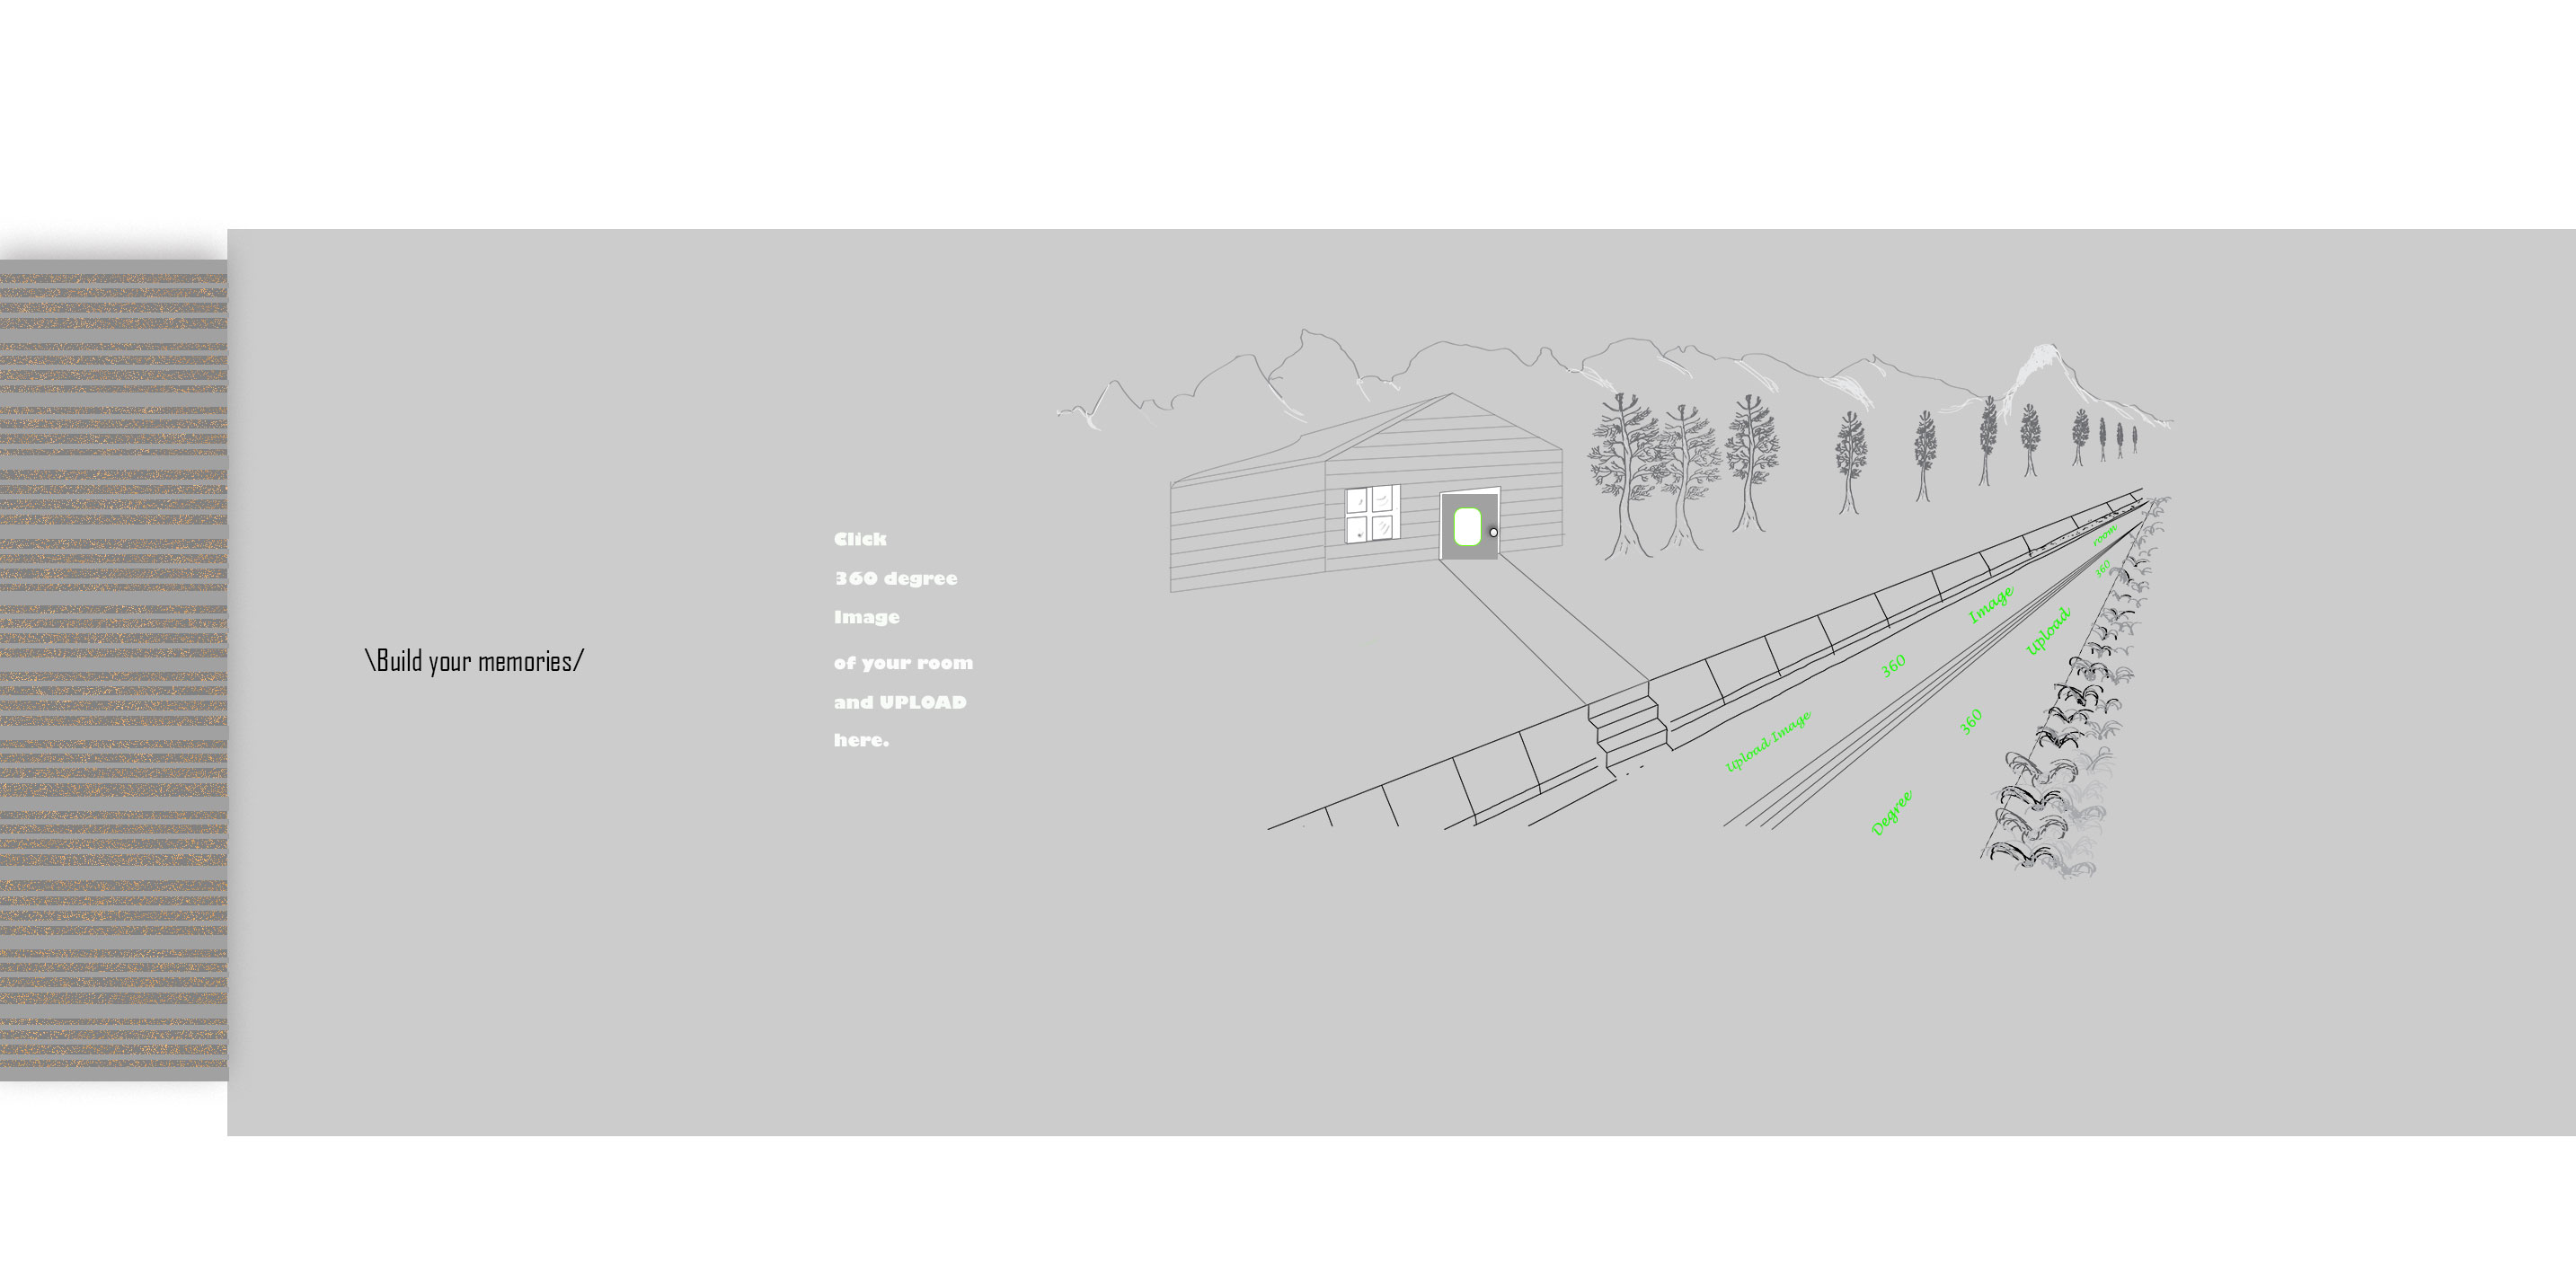 \Build your memories/
Click
360 degree
Image
of your room
and UPLOAD
here.
room
360
Image
Upload
360
Upload Image
360
Degree